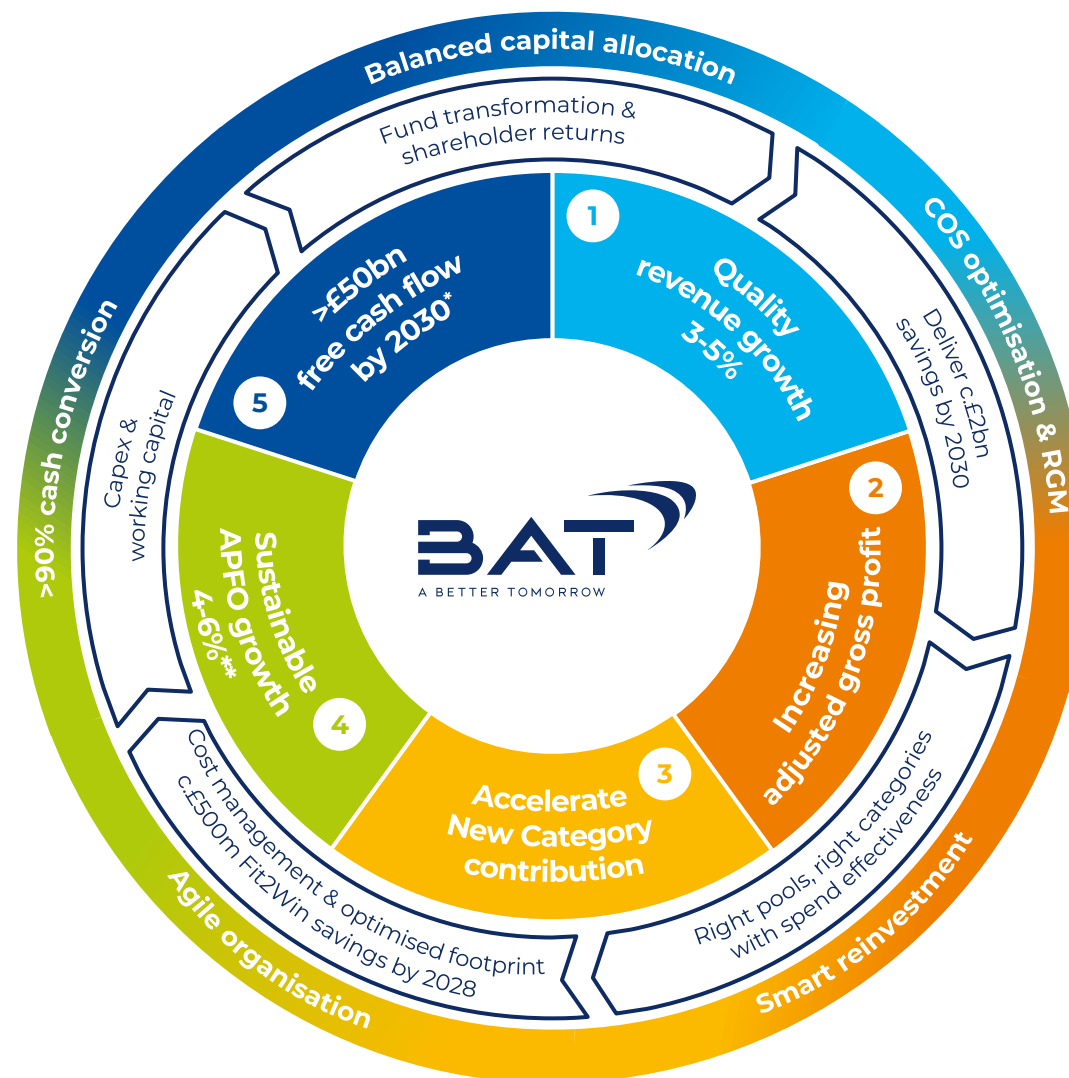 Balanced capital allocation
Fund transformation &
shareholder returns
COS optimisation & RGM
Deliver c.£2bn
savings by 2030
Smart reinvestment
Right pools, right categories
with spend effectiveness
Agile organisation
Cost management & optimised footprint
c.£500m Fit2Win savings by 2028
>90% cash conversion
Capex &
working capital
1
Quality
revenue growth
3-5%
2
Increasing
adjusted gross profit
3
Accelerate
New Category
contribution
4
Sustainable
APFO growth
4-6%**
5
>£50bn
free cash flow
by 2030*
BAT
A BETTER TOMORROW